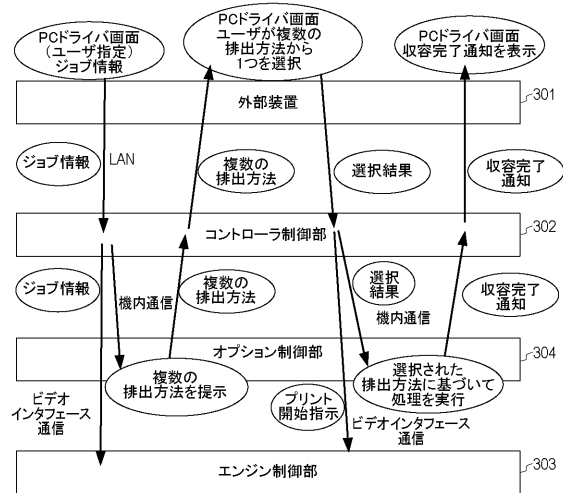 PCドライバ画面
(ユーザ指定)
ジョブ情報
PCドライバ画面
ユーザが複数の
排出方法から
1つを選択
PCドライバ画面
収容完了通知を表示
外部装置
301
ジョブ情報
LAN
複数の
排出方法
選択結果
収容完了
通知
コントローラ制御部
302
ジョブ情報
機内通信
複数の
排出方法
選択
結果
機内通信
収容完了
通知
オプション制御部
304
複数の
排出方法を提示
選択された
排出方法に基づいて
処理を実行
ビデオ
インタフェース
通信
プリント
開始指示
ビデオインタフェース
通信
エンジン制御部
303